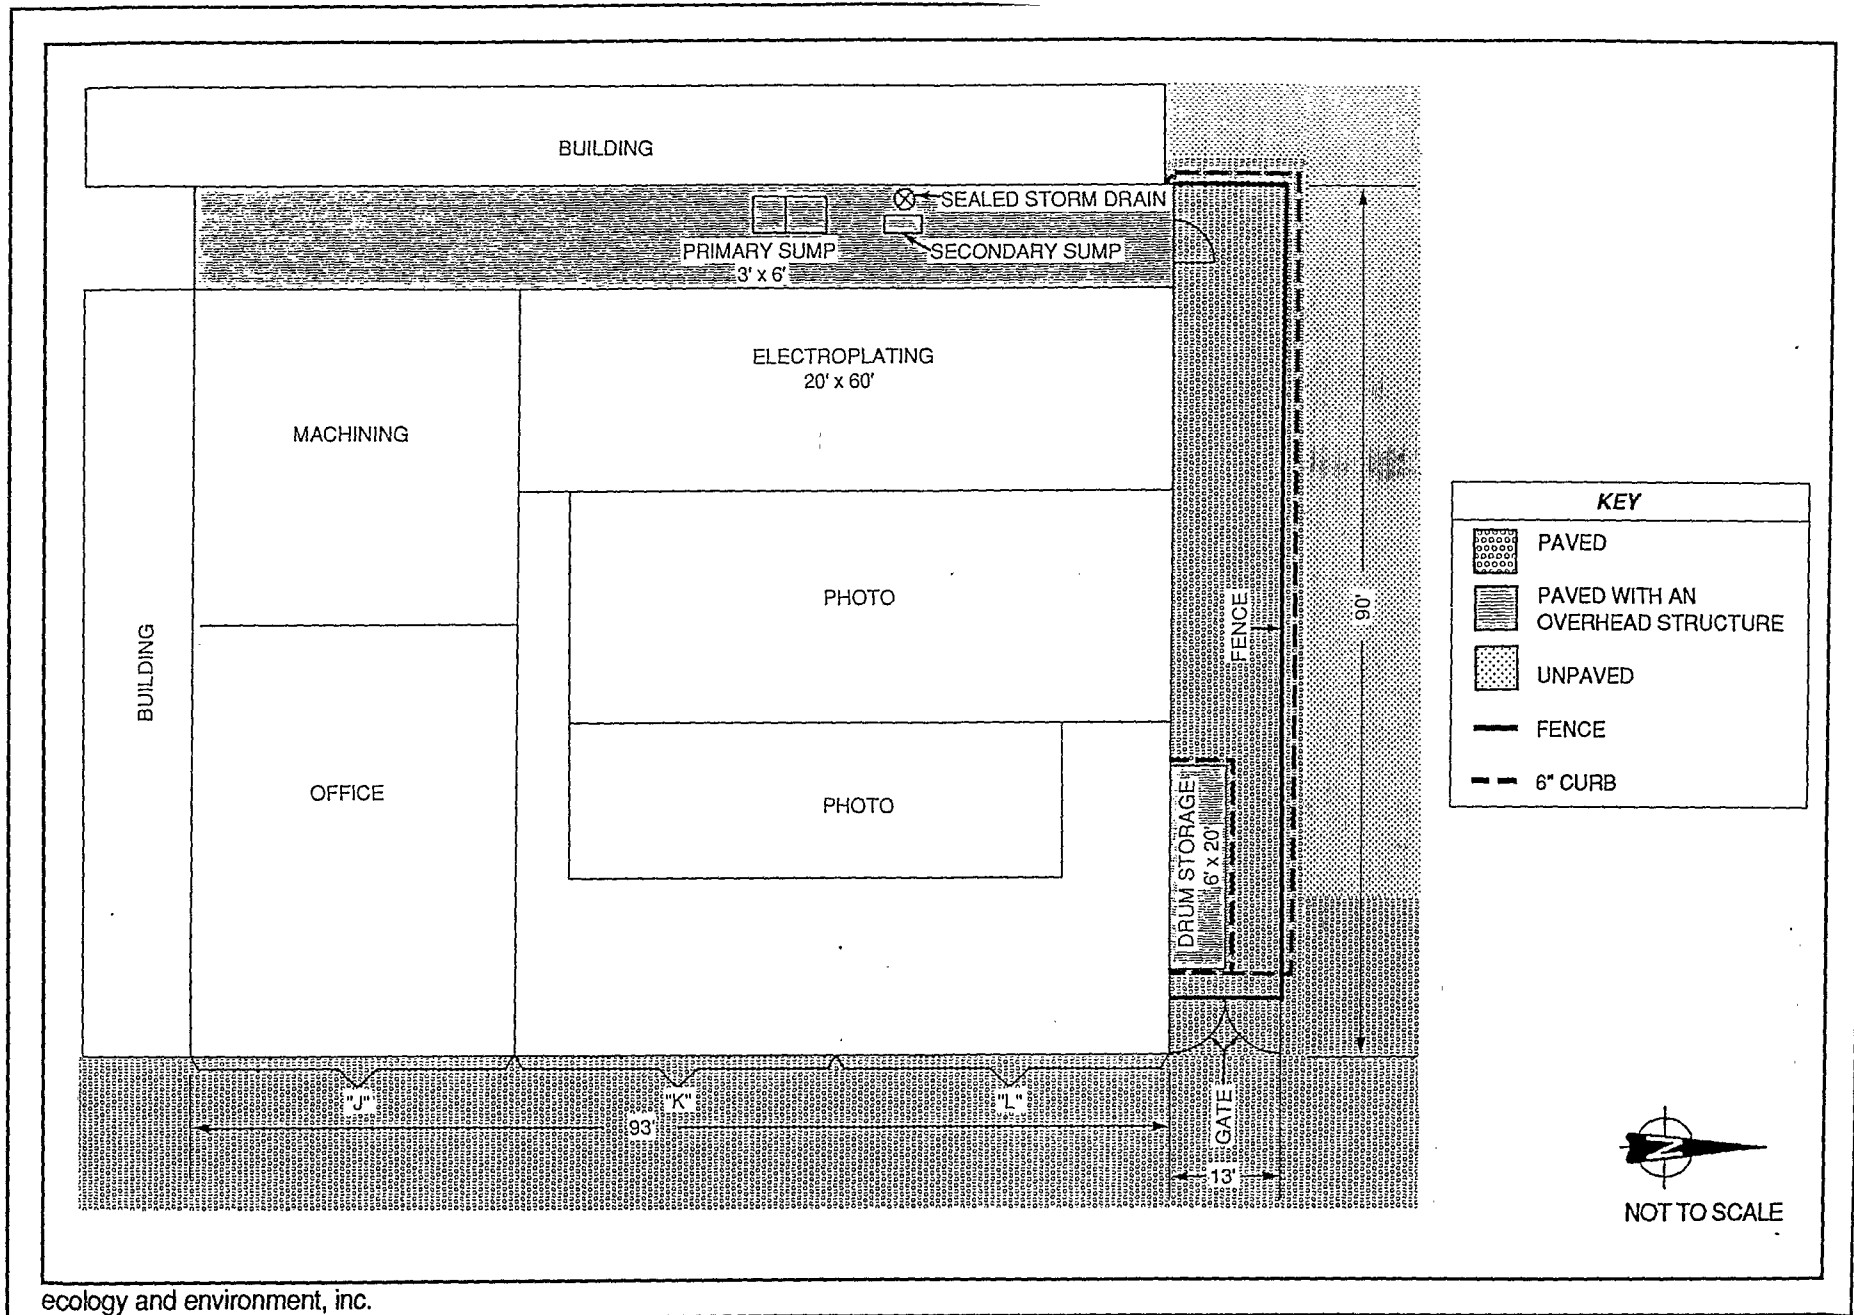 BUILDING
SEALED STORM DRAIN
PRIMARY SUMP
3' x 6'
SECONDARY SUMP
ELECTROPLATING
20' x 60'
MACHINING
PHOTO
BUILDING
OFFICE
PHOTO
FENCE
90'
DRUM STORAGE
6' x 20'
KEY
PAVED
PAVED WITH AN
OVERHEAD STRUCTURE
UNPAVED
FENCE
6" CURB
"J"
"K"
"L"
93'
GATE
13'
N
NOT TO SCALE
ecology and environment, inc.